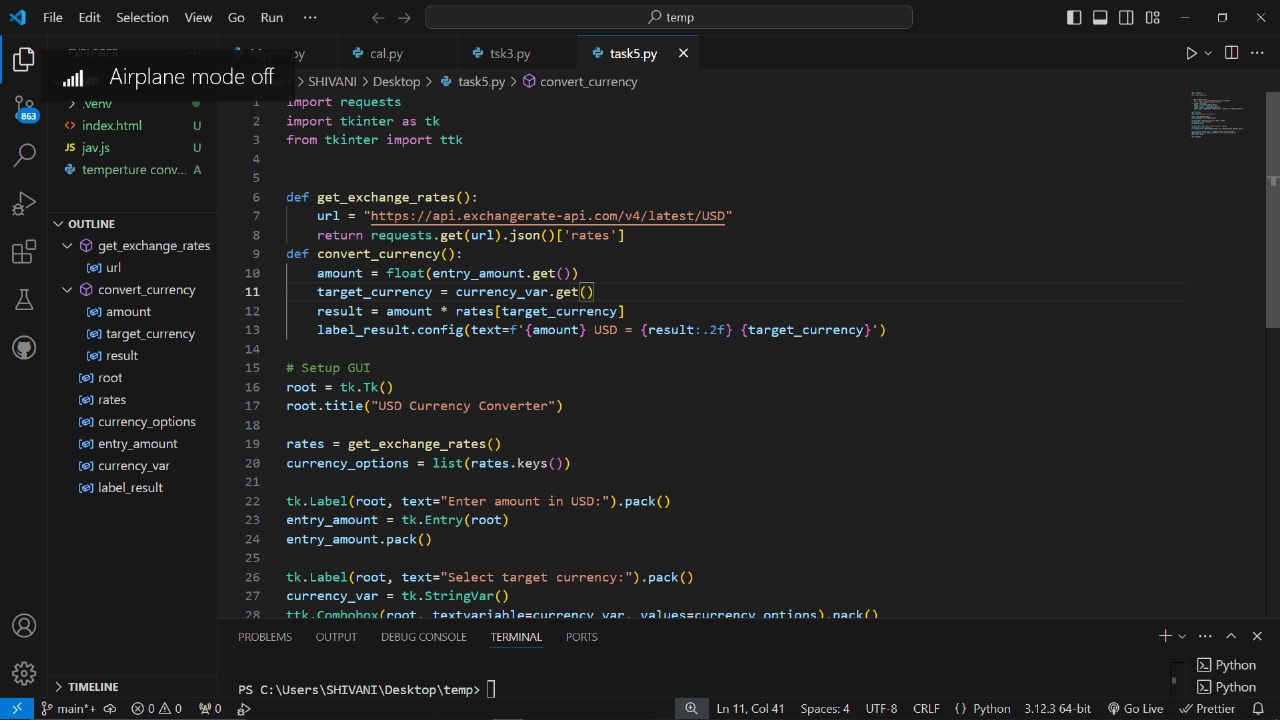 File Edit Selection View Go Run ··· temp
EXPLORER
Airplane mode off
.py
cal.py
tsk3.py
task5.py
SHIVANI > Desktop > task5.py > convert_currency
863
.venv
index.html U
jav.js U
temperture conv... A
OUTLINE
get_exchange_rates
url
convert_currency
amount
target_currency
result
root
rates
currency_options
entry_amount
currency_var
label_result
TIMELINE
1 import requests
2 import tkinter as tk
3 from tkinter import ttk
4
5
6 def get_exchange_rates():
7 url = "https://api.exchangerate-api.com/v4/latest/USD"
8 return requests.get(url).json()['rates']
9 def convert_currency():
10 amount = float(entry_amount.get())
11 target_currency = currency_var.get()
12 result = amount * rates[target_currency]
13 label_result.config(text=f'{amount} USD = {result:.2f} {target_currency}')
14
15 # Setup GUI
16 root = tk.Tk()
17 root.title("USD Currency Converter")
18
19 rates = get_exchange_rates()
20 currency_options = list(rates.keys())
21
22 tk.Label(root, text="Enter amount in USD:").pack()
23 entry_amount = tk.Entry(root)
24 entry_amount.pack()
25
26 tk.Label(root, text="Select target currency:").pack()
27 currency_var = tk.StringVar()
28 ttk.Combobox(root, textvariable=currency_var, values=currency_options).pack()
PROBLEMS OUTPUT DEBUG CONSOLE TERMINAL PORTS
PS C:\Users\SHIVANI\Desktop\temp>
Python
Python
main*+ 0 0 0 Ln 11, Col 41 Spaces: 4 UTF-8 CRLF {} Python 3.12.3 64-bit Go Live Prettier